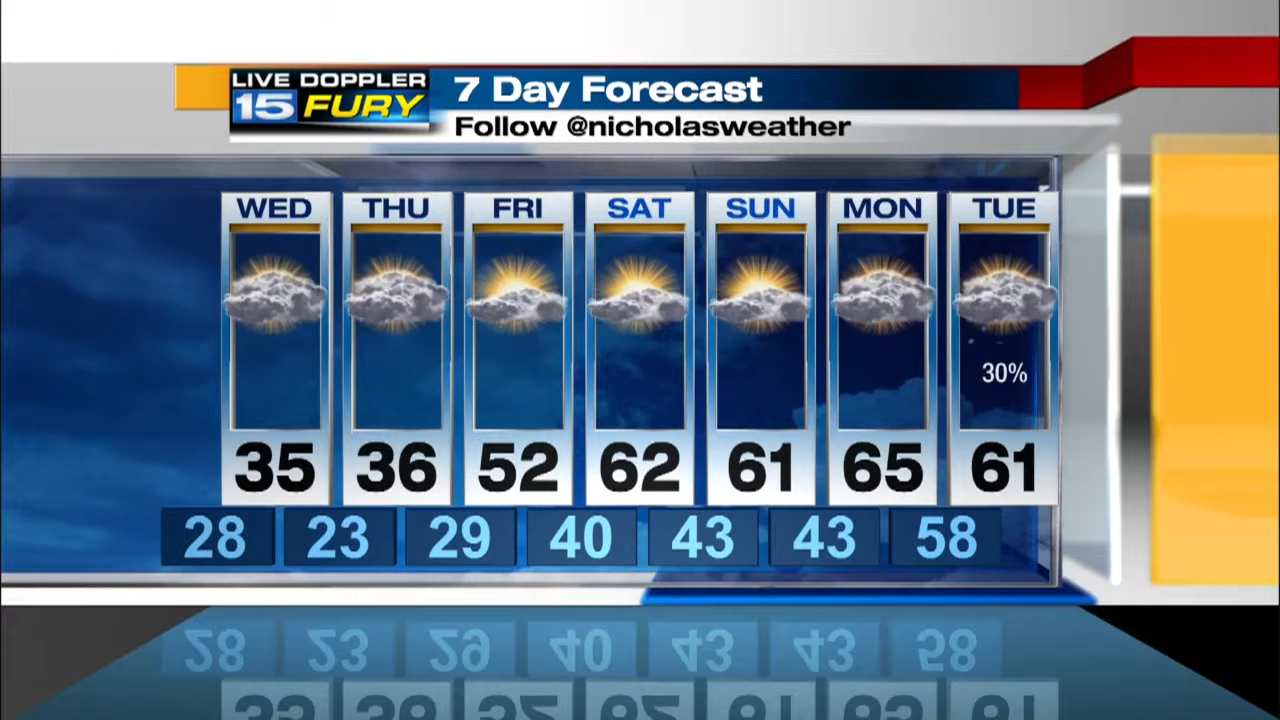 LIVE DOPPLER
15 FURY
7 Day Forecast
Follow @nicholasweather
WED THU FRI SAT SUN MON TUE
30%
35 36 52 62 61 65 61
28 23 29 40 43 43 58